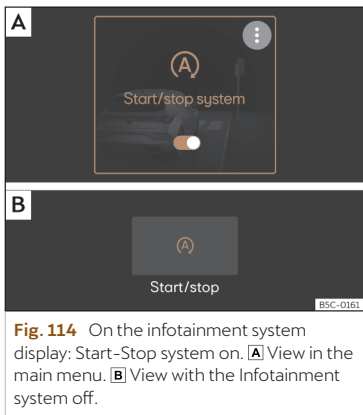 A
Ⓐ
Start/stop system
B
Ⓐ
Start/stop
B5C-0161
Fig. 114 On the infotainment system
display: Start-Stop system on. A View in the
main menu. B View with the Infotainment
system off.